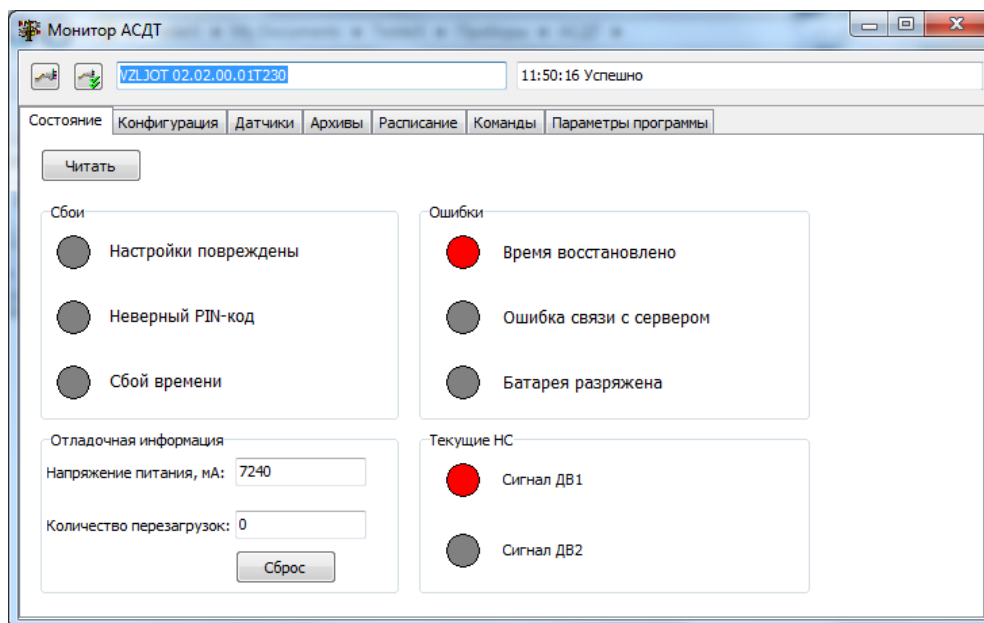 Монитор АСДТ
VZLJOT 02.02.00.01T230
11:50:16 Успешно
Состояние Конфигурация Датчики Архивы Расписание Команды Параметры программы
Читать
Сбои
Настройки повреждены
Неверный PIN-код
Сбой времени
Ошибки
Время восстановлено
Ошибка связи с сервером
Батарея разряжена
Отладочная информация
Напряжение питания, мА: 7240
Количество перезагрузок: 0
Сброс
Текущие НС
Сигнал ДВ1
Сигнал ДВ2